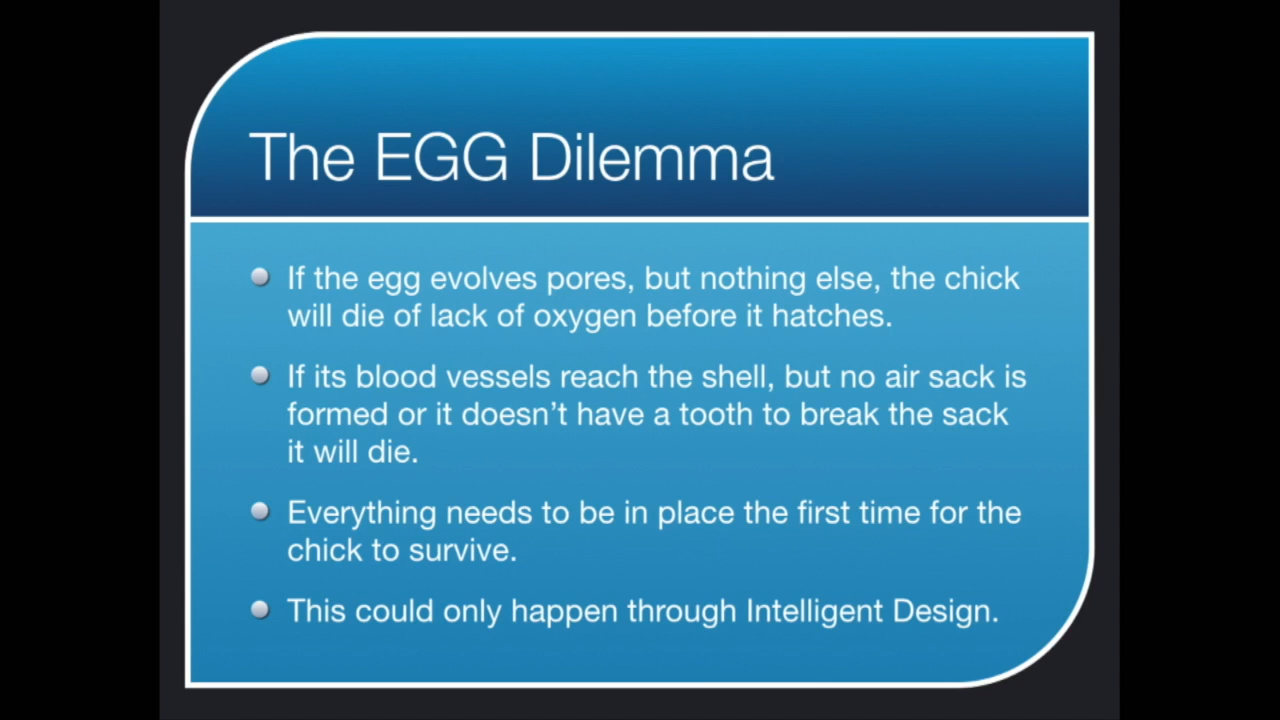 The EGG Dilemma
If the egg evolves pores, but nothing else, the chick
will die of lack of oxygen before it hatches.
If its blood vessels reach the shell, but no air sack is
formed or it doesn’t have a tooth to break the sack
it will die.
Everything needs to be in place the first time for the
chick to survive.
This could only happen through Intelligent Design.